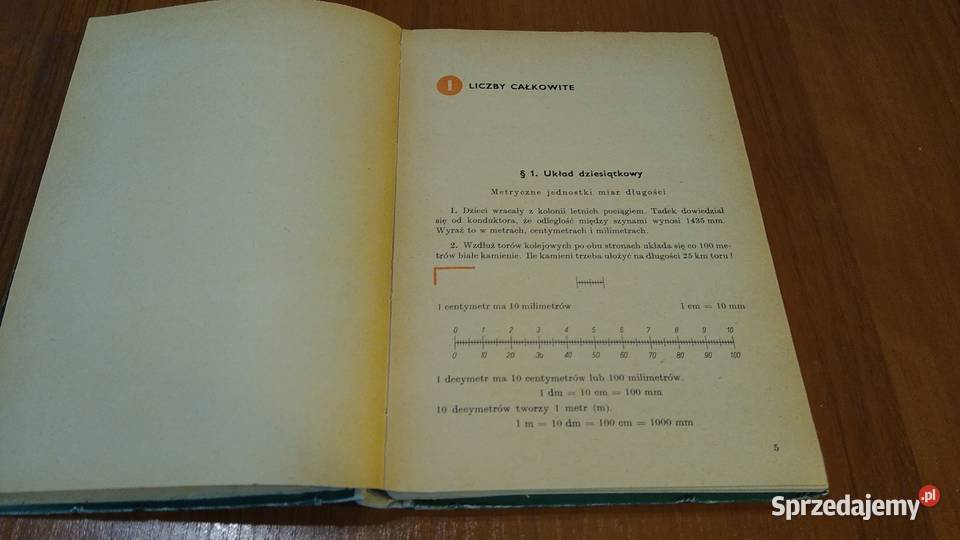 I LICZBY CAŁKOWITE
§ 1. Układ dziesiątkowy
Metryczne jednostki miar długości
1. Dzieci wracały z kolonii letnich pociągiem. Tadek dowiedział
się od konduktora, że odległość między szynami wynosi 1435 mm.
Wyraź to w metrach, centymetrach i milimetrach.
2. Wzdłuż torów kolejowych po obu stronach układa się co 100 me-
trów białe kamienie. Ile kamieni trzeba ułożyć na długości 25 km toru?
1 centymetr ma 10 milimetrów 1 cm = 10 mm
0 1 2 3 4 5 6 7 8 9 10
0 10 20 30 40 50 60 70 80 90 100
1 decymetr ma 10 centymetrów lub 100 milimetrów.
1 dm = 10 cm = 100 mm
10 decymetrów tworzy 1 metr (m).
1 m = 10 dm = 100 cm = 1000 mm
5
Sprzedajemy.pl